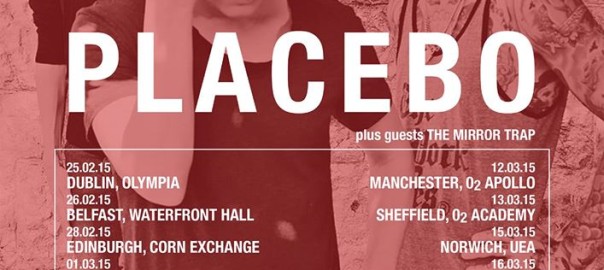 PLACEBO
plus guests THE MIRROR TRAP
25.02.15
DUBLIN, OLYMPIA
26.02.15
BELFAST, WATERFRONT HALL
28.02.15
EDINBURGH, CORN EXCHANGE
01.03.15
12.03.15
MANCHESTER, O2 APOLLO
13.03.15
SHEFFIELD, O2 ACADEMY
15.03.15
NORWICH, UEA
16.03.15